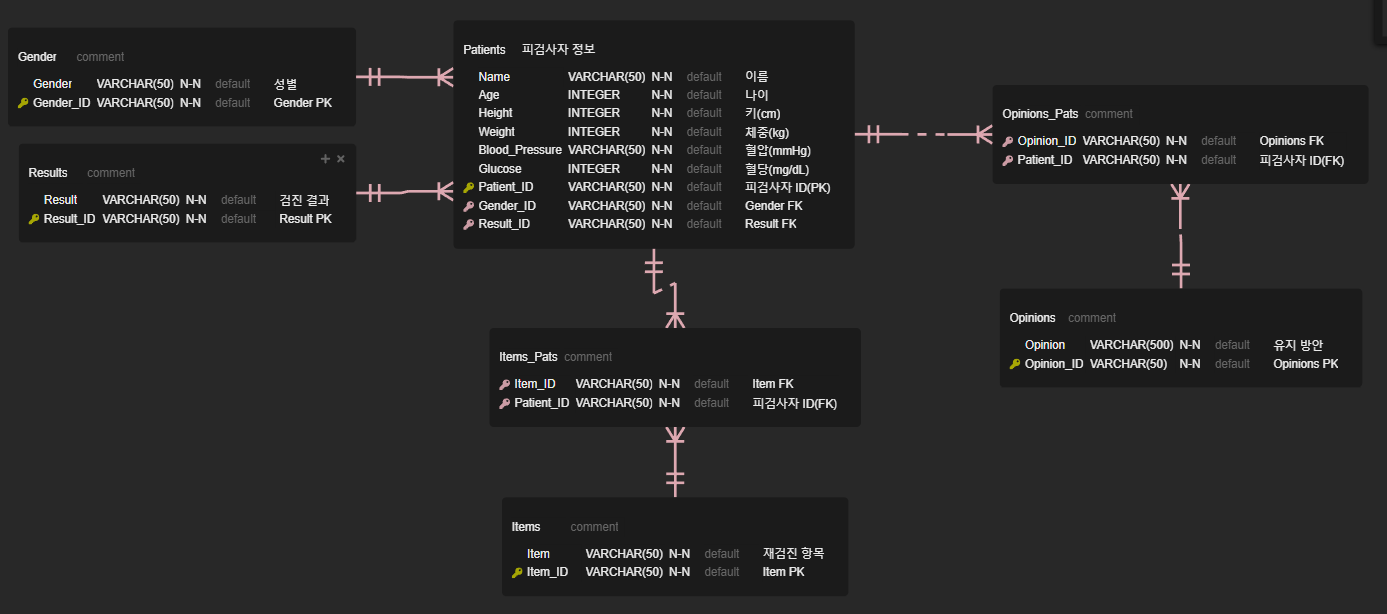 Gender comment
Gender VARCHAR(50) N-N default 성별
Gender_ID VARCHAR(50) N-N default Gender PK
Results comment
Result VARCHAR(50) N-N default 검진 결과
Result_ID VARCHAR(50) N-N default Result PK
Patients 피검사자 정보
Name VARCHAR(50) N-N default 이름
Age INTEGER N-N default 나이
Height INTEGER N-N default 키(cm)
Weight INTEGER N-N default 체중(kg)
Blood_Pressure VARCHAR(50) N-N default 혈압(mmHg)
Glucose INTEGER N-N default 혈당(mg/dL)
Patient_ID VARCHAR(50) N-N default 피검사자 ID(PK)
Gender_ID VARCHAR(50) N-N default Gender FK
Result_ID VARCHAR(50) N-N default Result FK
Opinions_Pats comment
Opinion_ID VARCHAR(50) N-N default Opinions FK
Patient_ID VARCHAR(50) N-N default 피검사자 ID(FK)
Opinions comment
Opinion VARCHAR(500) N-N default 유지 방안
Opinion_ID VARCHAR(50) N-N default Opinions PK
Items_Pats comment
Item_ID VARCHAR(50) N-N default Item FK
Patient_ID VARCHAR(50) N-N default 피검사자 ID(FK)
Items comment
Item VARCHAR(50) N-N default 재검진 항목
Item_ID VARCHAR(50) N-N default Item PK